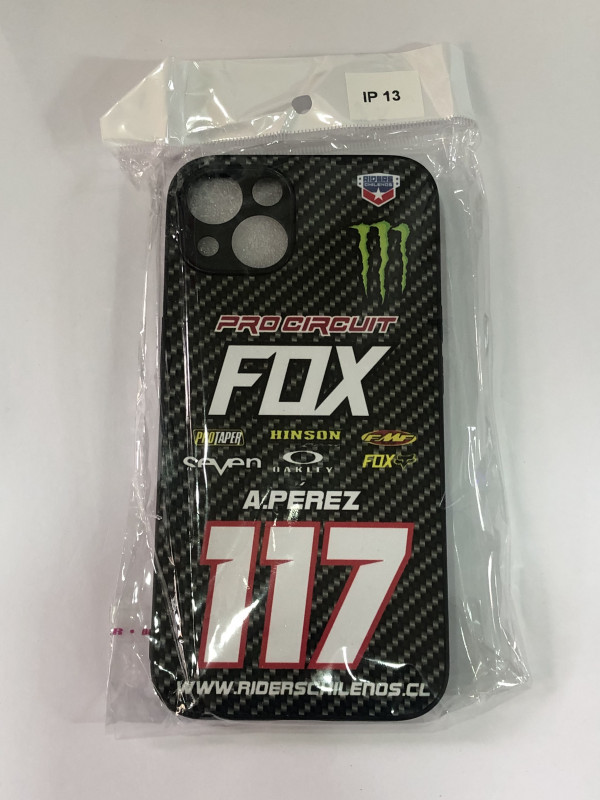 IP 13
RIDERS
CHILENOS
PRO CIRCUIT
FOX
PROTAPER HINSON FMF
SEVEN OAKLEY FOX
A.PEREZ
117
WWW.RIDERSCHILENOS.CL